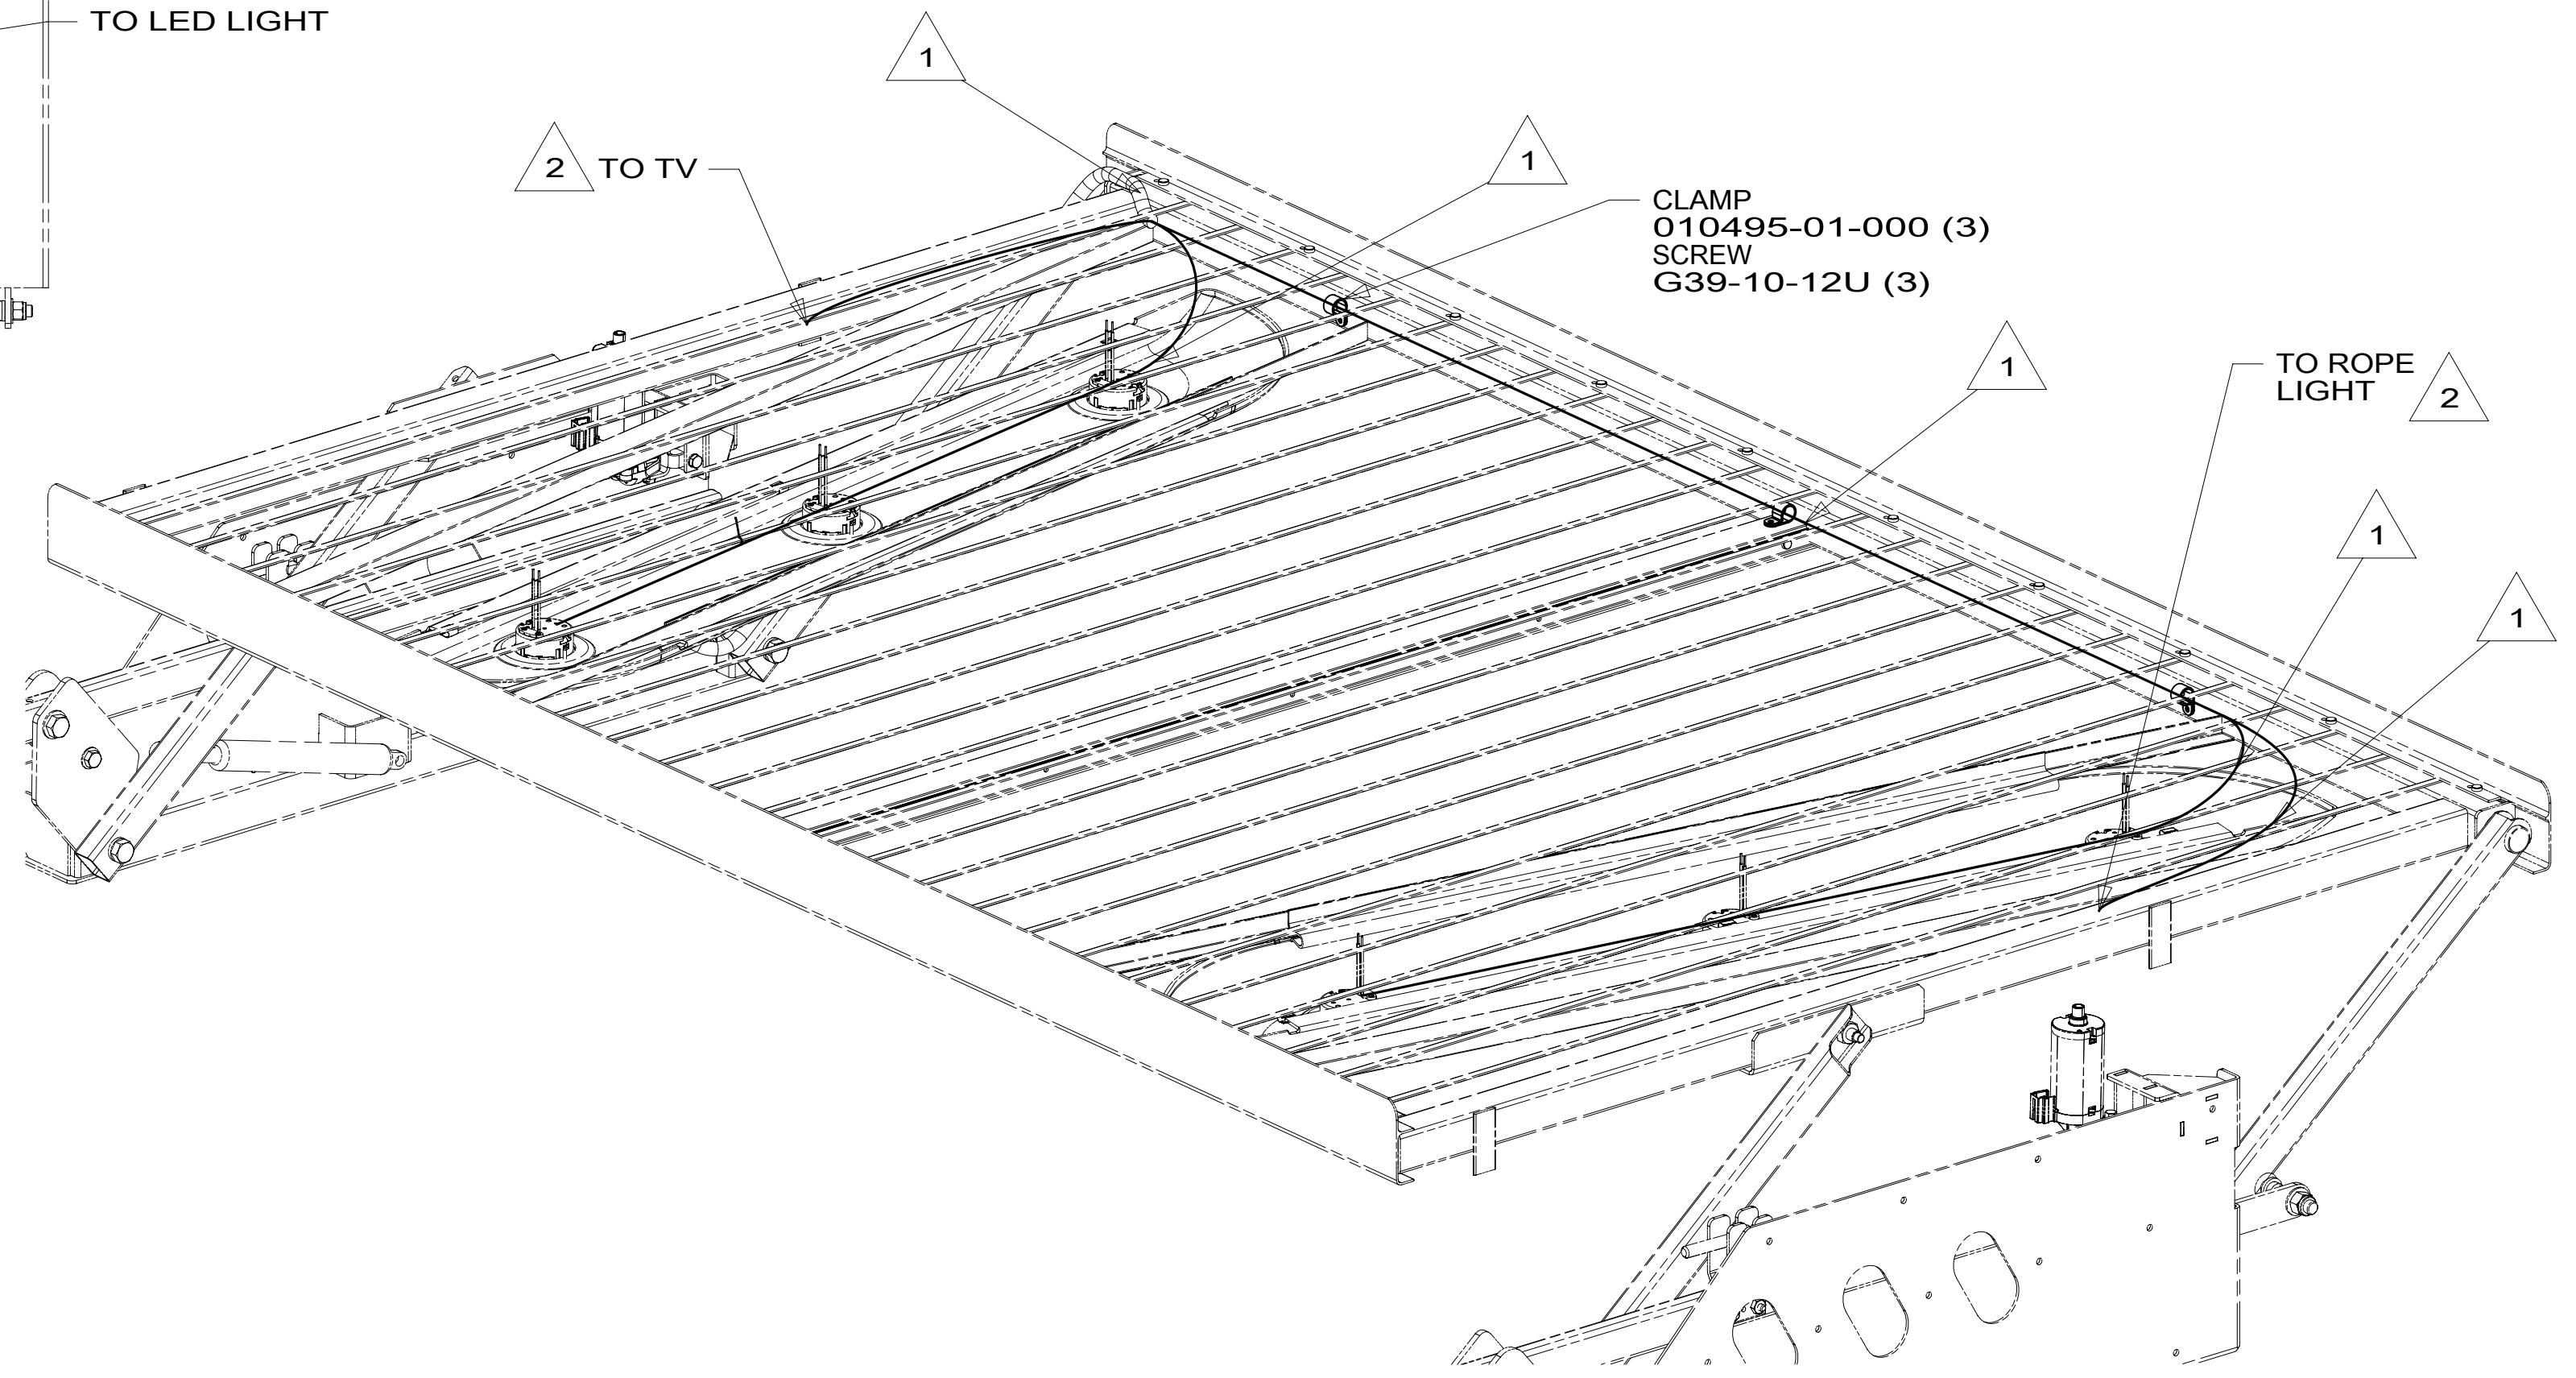 TO LED LIGHT
1
2 TO TV
1
CLAMP
010495-01-000 (3)
SCREW
G39-10-12U (3)
1
TO ROPE
LIGHT
2
1
1